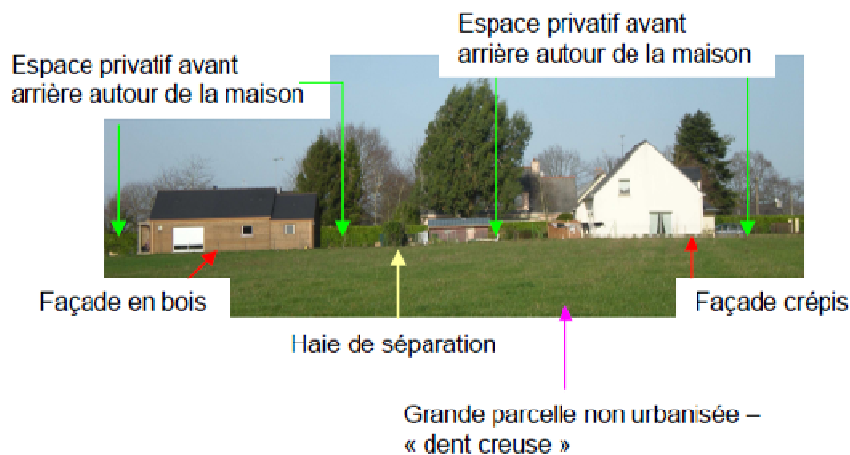 Espace privatif avant
arrière autour de la maison
Espace privatif avant
arrière autour de la maison
Façade en bois
Façade crépis
Haie de séparation
Grande parcelle non urbanisée –
« dent creuse »